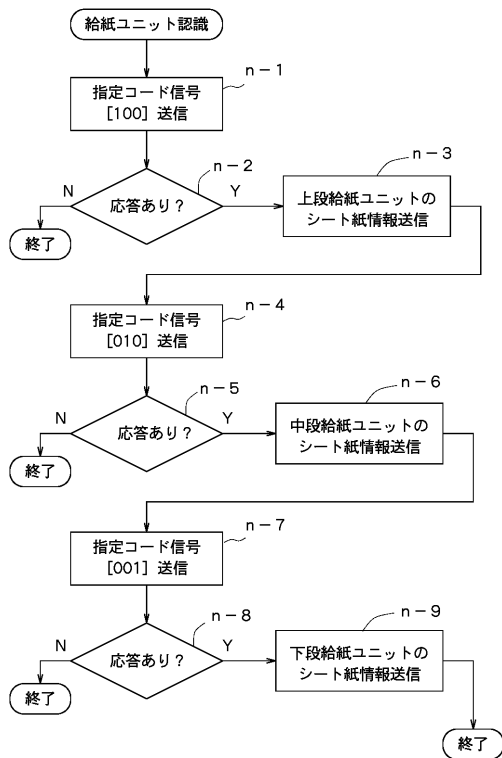 給紙ユニット認識
n-1
指定コード信号
[100] 送信
n-2
N
応答あり?
Y
終了
n-3
上段給紙ユニットの
シート紙情報送信
n-4
指定コード信号
[010] 送信
n-5
N
応答あり?
Y
終了
n-6
中段給紙ユニットの
シート紙情報送信
n-7
指定コード信号
[001] 送信
n-8
N
応答あり?
Y
終了
n-9
下段給紙ユニットの
シート紙情報送信
終了